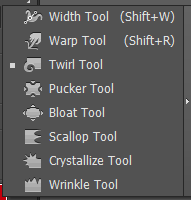 Width Tool (Shift+W)
Warp Tool (Shift+R)
Twirl Tool
Pucker Tool
Bloat Tool
Scallop Tool
Crystallize Tool
Wrinkle Tool